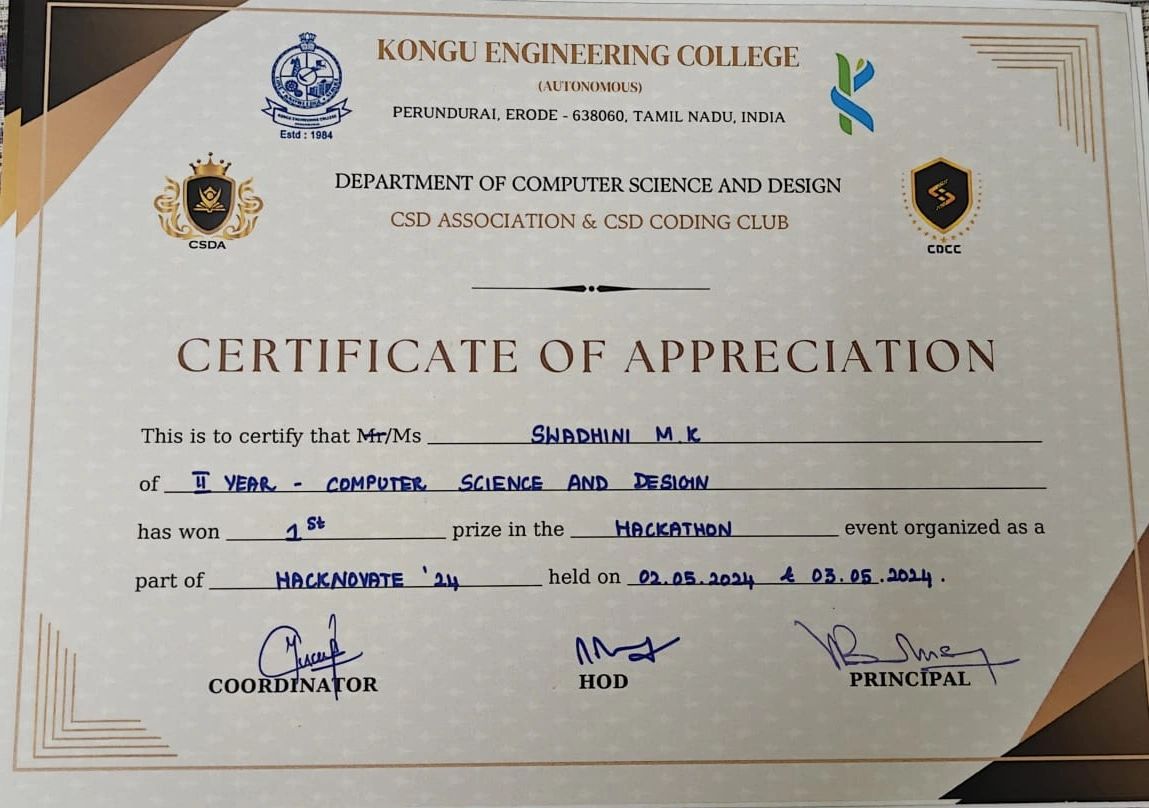 KONGU ENGINEERING COLLEGE
(AUTONOMOUS)
PERUNDURAI, ERODE - 638060, TAMIL NADU, INDIA
KONGU ENGINEERING COLLEGE
Estd : 1984
DEPARTMENT OF COMPUTER SCIENCE AND DESIGN
CSD ASSOCIATION & CSD CODING CLUB
CSDA
CDCC
CERTIFICATE OF APPRECIATION
This is to certify that Mr/Ms SWADHINI M.K
of II YEAR - COMPUTER SCIENCE AND DESIGN
has won 1st prize in the HACKATHON event organized as a
part of HACKNOVATE '24 held on 02.05.2024 & 03.05.2024.
COORDINATOR
HOD
PRINCIPAL